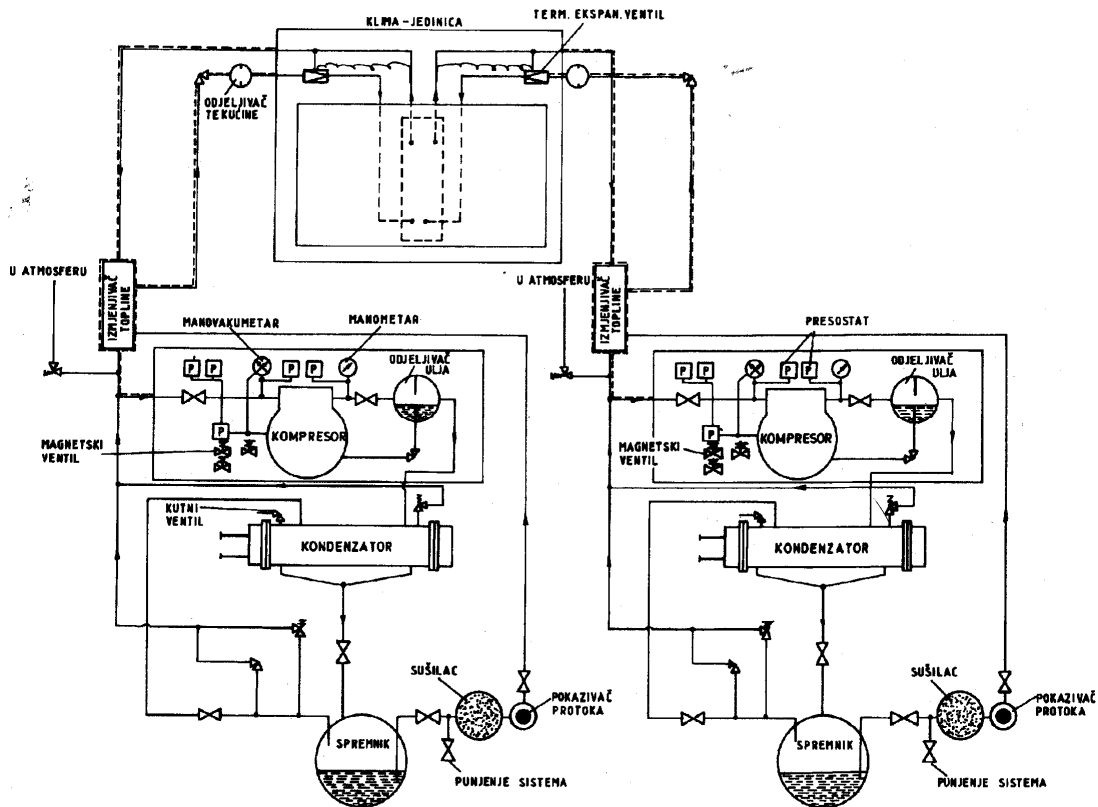 KLIMA-JEDINICA
TERM. EKSPAN. VENTIL
ODJELJIVAČ
TEKUĆINE
U ATMOSFERU
IZMJENJIVAČ
TOPLINE
MANOVAKUMETAR
MANOMETAR
U ATMOSFERU
IZMJENJIVAČ
TOPLINE
PRESOSTAT
P P P P
ODJELJIVAČ
ULJA
P
KOMPRESOR
MAGNETSKI
VENTIL
P P P P
ODJELJIVAČ
ULJA
P
KOMPRESOR
MAGNETSKI
VENTIL
KUTNI
VENTIL
KONDENZATOR
KONDENZATOR
SUŠILAC
POKAZIVAČ
PROTOKA
SPREMNIK
PUNJENJE SISTEMA
SUŠILAC
POKAZIVAČ
PROTOKA
SPREMNIK
PUNJENJE SISTEMA